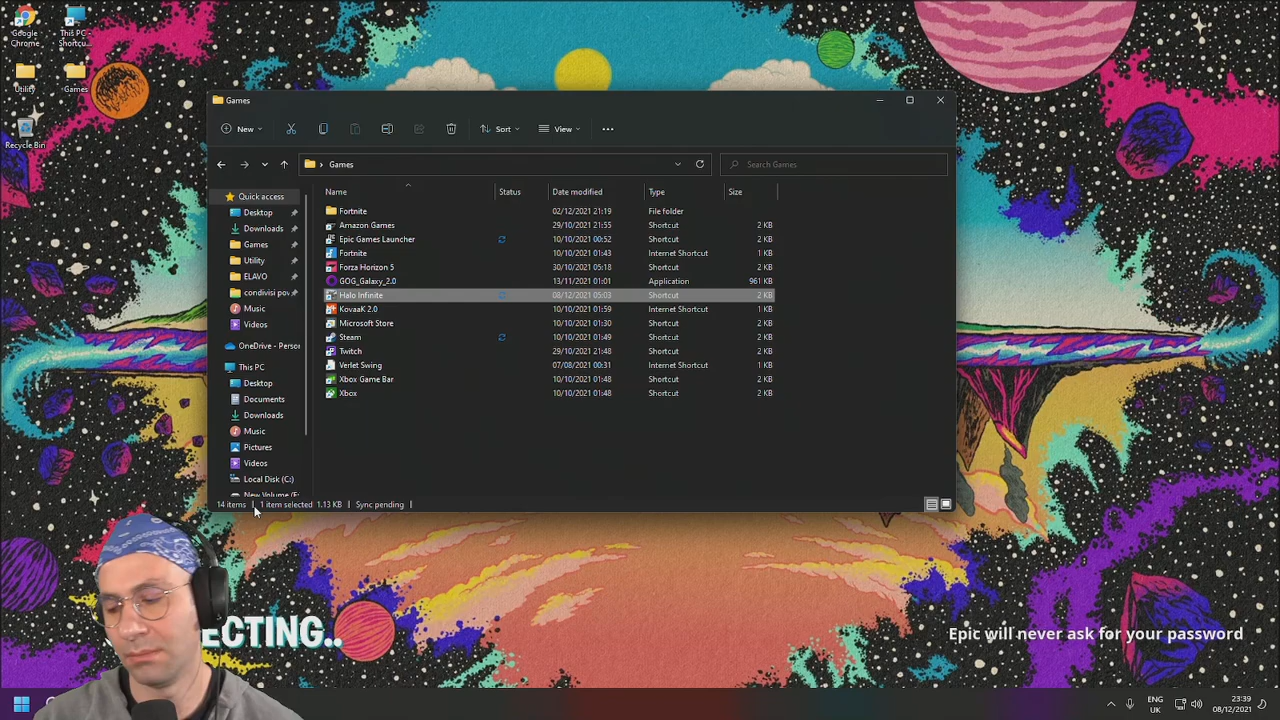 Google
Chrome
This PC -
Shortcu...
Utility
Games
Recycle Bin
Games
New
Sort
View
Games
Search Games
Name
Status
Date modified
Type
Size
Quick access
Desktop
Downloads
Games
Utility
ELAVO
condivisi pov
Music
Videos
OneDrive - Person
This PC
Desktop
Documents
Downloads
Music
Pictures
Videos
Local Disk (C:)
New Volume (E:
Fortnite 02/12/2021 21:19 File folder
Amazon Games 29/10/2021 21:55 Shortcut 2 KB
Epic Games Launcher 10/10/2021 00:52 Shortcut 2 KB
Fortnite 10/10/2021 01:43 Internet Shortcut 1 KB
Forza Horizon 5 30/10/2021 05:18 Shortcut 2 KB
GOG_Galaxy_2.0 13/11/2021 01:01 Application 961 KB
Halo Infinite 08/12/2021 05:03 Shortcut 2 KB
KovaaK 2.0 10/10/2021 01:59 Internet Shortcut 1 KB
Microsoft Store 10/10/2021 01:30 Shortcut 2 KB
Steam 10/10/2021 01:49 Shortcut 2 KB
Twitch 29/10/2021 21:48 Shortcut 2 KB
Verlet Swing 07/08/2021 00:31 Internet Shortcut 1 KB
Xbox Game Bar 10/10/2021 01:48 Shortcut 2 KB
Xbox 10/10/2021 01:48 Shortcut 2 KB
14 items 1 item selected 1.13 KB Sync pending
ECTING..
Epic will never ask for your password
ENG
UK
23:39
08/12/2021